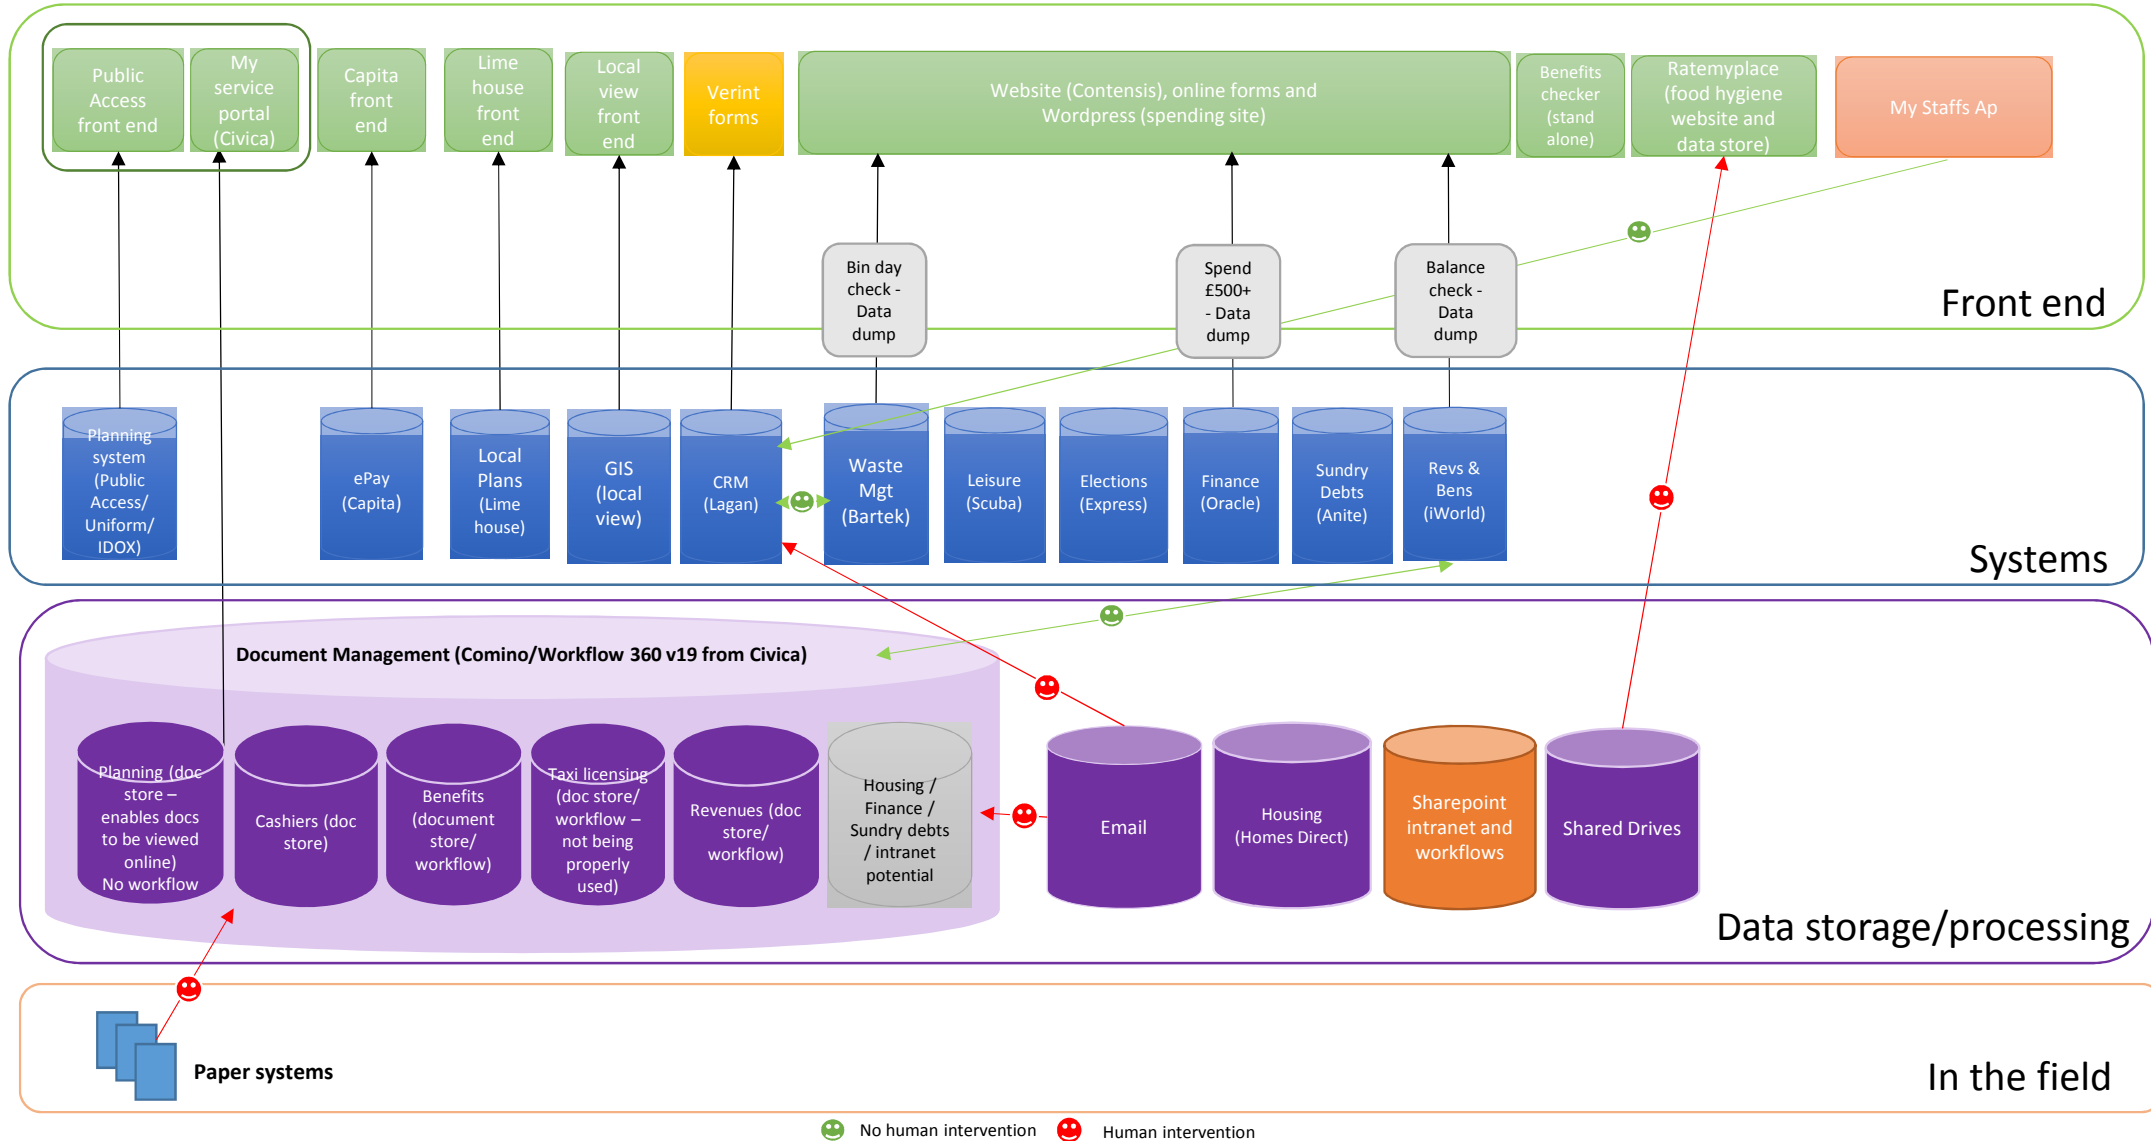 Public
Access
front end
My
service
portal
(Civica)
Capita
front
end
Lime
house
front
end
Local
view
front
end
Verint
forms
Website (Contensis), online forms and
Wordpress (spending site)
Benefits
checker
(stand
alone)
Ratemyplace
(food hygiene
website and
data store)
My Staffs Ap
Bin day
check -
Data
dump
Spend
£500+
- Data
dump
Balance
check -
Data
dump
Front end
Planning
system
(Public
Access/
Uniform/
IDOX)
ePay
(Capita)
Local
Plans
(Lime
house)
GIS
(local
view)
CRM
(Lagan)
Waste
Mgt
(Bartek)
Leisure
(Scuba)
Elections
(Express)
Finance
(Oracle)
Sundry
Debts
(Anite)
Revs &
Bens
(iWorld)
Systems
Document Management (Comino/Workflow 360 v19 from Civica)
Planning (doc
store –
enables docs
to be viewed
online)
No workflow
Cashiers (doc
store)
Benefits
(document
store/
workflow)
Taxi licensing
(doc store/
workflow –
not being
properly
used)
Revenues (doc
store/
workflow)
Housing /
Finance /
Sundry debts
/ intranet
potential
Email
Housing
(Homes Direct)
Sharepoint
intranet and
workflows
Shared Drives
Data storage/processing
Paper systems
In the field
No human intervention
Human intervention